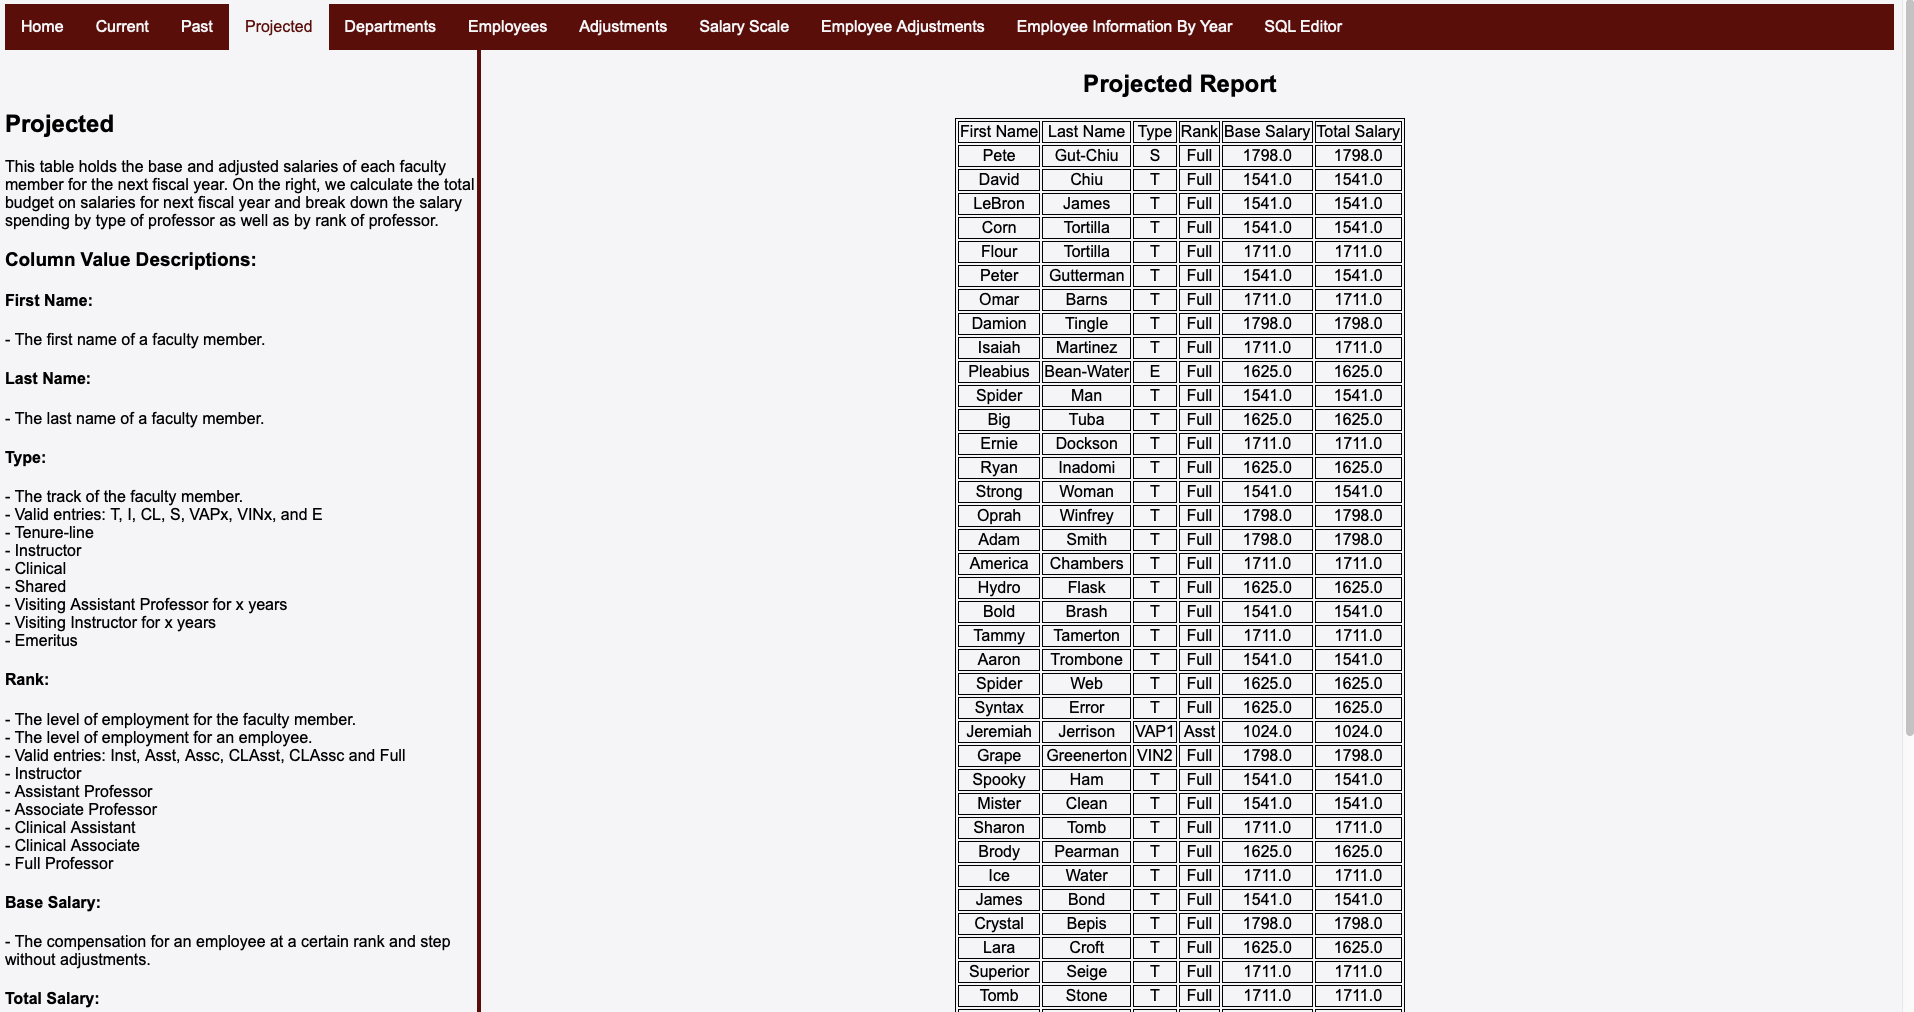 Home Current Past Projected Departments Employees Adjustments Salary Scale Employee Adjustments Employee Information By Year SQL Editor
Projected
This table holds the base and adjusted salaries of each faculty
member for the next fiscal year. On the right, we calculate the total
budget on salaries for next fiscal year and break down the salary
spending by type of professor as well as by rank of professor.
Column Value Descriptions:
First Name:
- The first name of a faculty member.
Last Name:
- The last name of a faculty member.
Type:
- The track of the faculty member.
- Valid entries: T, I, CL, S, VAPx, VINx, and E
- Tenure-line
- Instructor
- Clinical
- Shared
- Visiting Assistant Professor for x years
- Visiting Instructor for x years
- Emeritus
Rank:
- The level of employment for the faculty member.
- The level of employment for an employee.
- Valid entries: Inst, Asst, Assc, CLAsst, CLAssc and Full
- Instructor
- Assistant Professor
- Associate Professor
- Clinical Assistant
- Clinical Associate
- Full Professor
Base Salary:
- The compensation for an employee at a certain rank and step
without adjustments.
Total Salary:
Projected Report
First Name Last Name Type Rank Base Salary Total Salary
Pete Gut-Chiu S Full 1798.0 1798.0
David Chiu T Full 1541.0 1541.0
LeBron James T Full 1541.0 1541.0
Corn Tortilla T Full 1541.0 1541.0
Flour Tortilla T Full 1711.0 1711.0
Peter Gutterman T Full 1541.0 1541.0
Omar Barns T Full 1711.0 1711.0
Damion Tingle T Full 1798.0 1798.0
Isaiah Martinez T Full 1711.0 1711.0
Pleabius Bean-Water E Full 1625.0 1625.0
Spider Man T Full 1541.0 1541.0
Big Tuba T Full 1625.0 1625.0
Ernie Dockson T Full 1711.0 1711.0
Ryan Inadomi T Full 1625.0 1625.0
Strong Woman T Full 1541.0 1541.0
Oprah Winfrey T Full 1798.0 1798.0
Adam Smith T Full 1798.0 1798.0
America Chambers T Full 1711.0 1711.0
Hydro Flask T Full 1625.0 1625.0
Bold Brash T Full 1541.0 1541.0
Tammy Tamerton T Full 1711.0 1711.0
Aaron Trombone T Full 1541.0 1541.0
Spider Web T Full 1625.0 1625.0
Syntax Error T Full 1625.0 1625.0
Jeremiah Jerrison VAP1 Asst 1024.0 1024.0
Grape Greenerton VIN2 Full 1798.0 1798.0
Spooky Ham T Full 1541.0 1541.0
Mister Clean T Full 1541.0 1541.0
Sharon Tomb T Full 1711.0 1711.0
Brody Pearman T Full 1625.0 1625.0
Ice Water T Full 1711.0 1711.0
James Bond T Full 1541.0 1541.0
Crystal Bepis T Full 1798.0 1798.0
Lara Croft T Full 1625.0 1625.0
Superior Seige T Full 1711.0 1711.0
Tomb Stone T Full 1711.0 1711.0